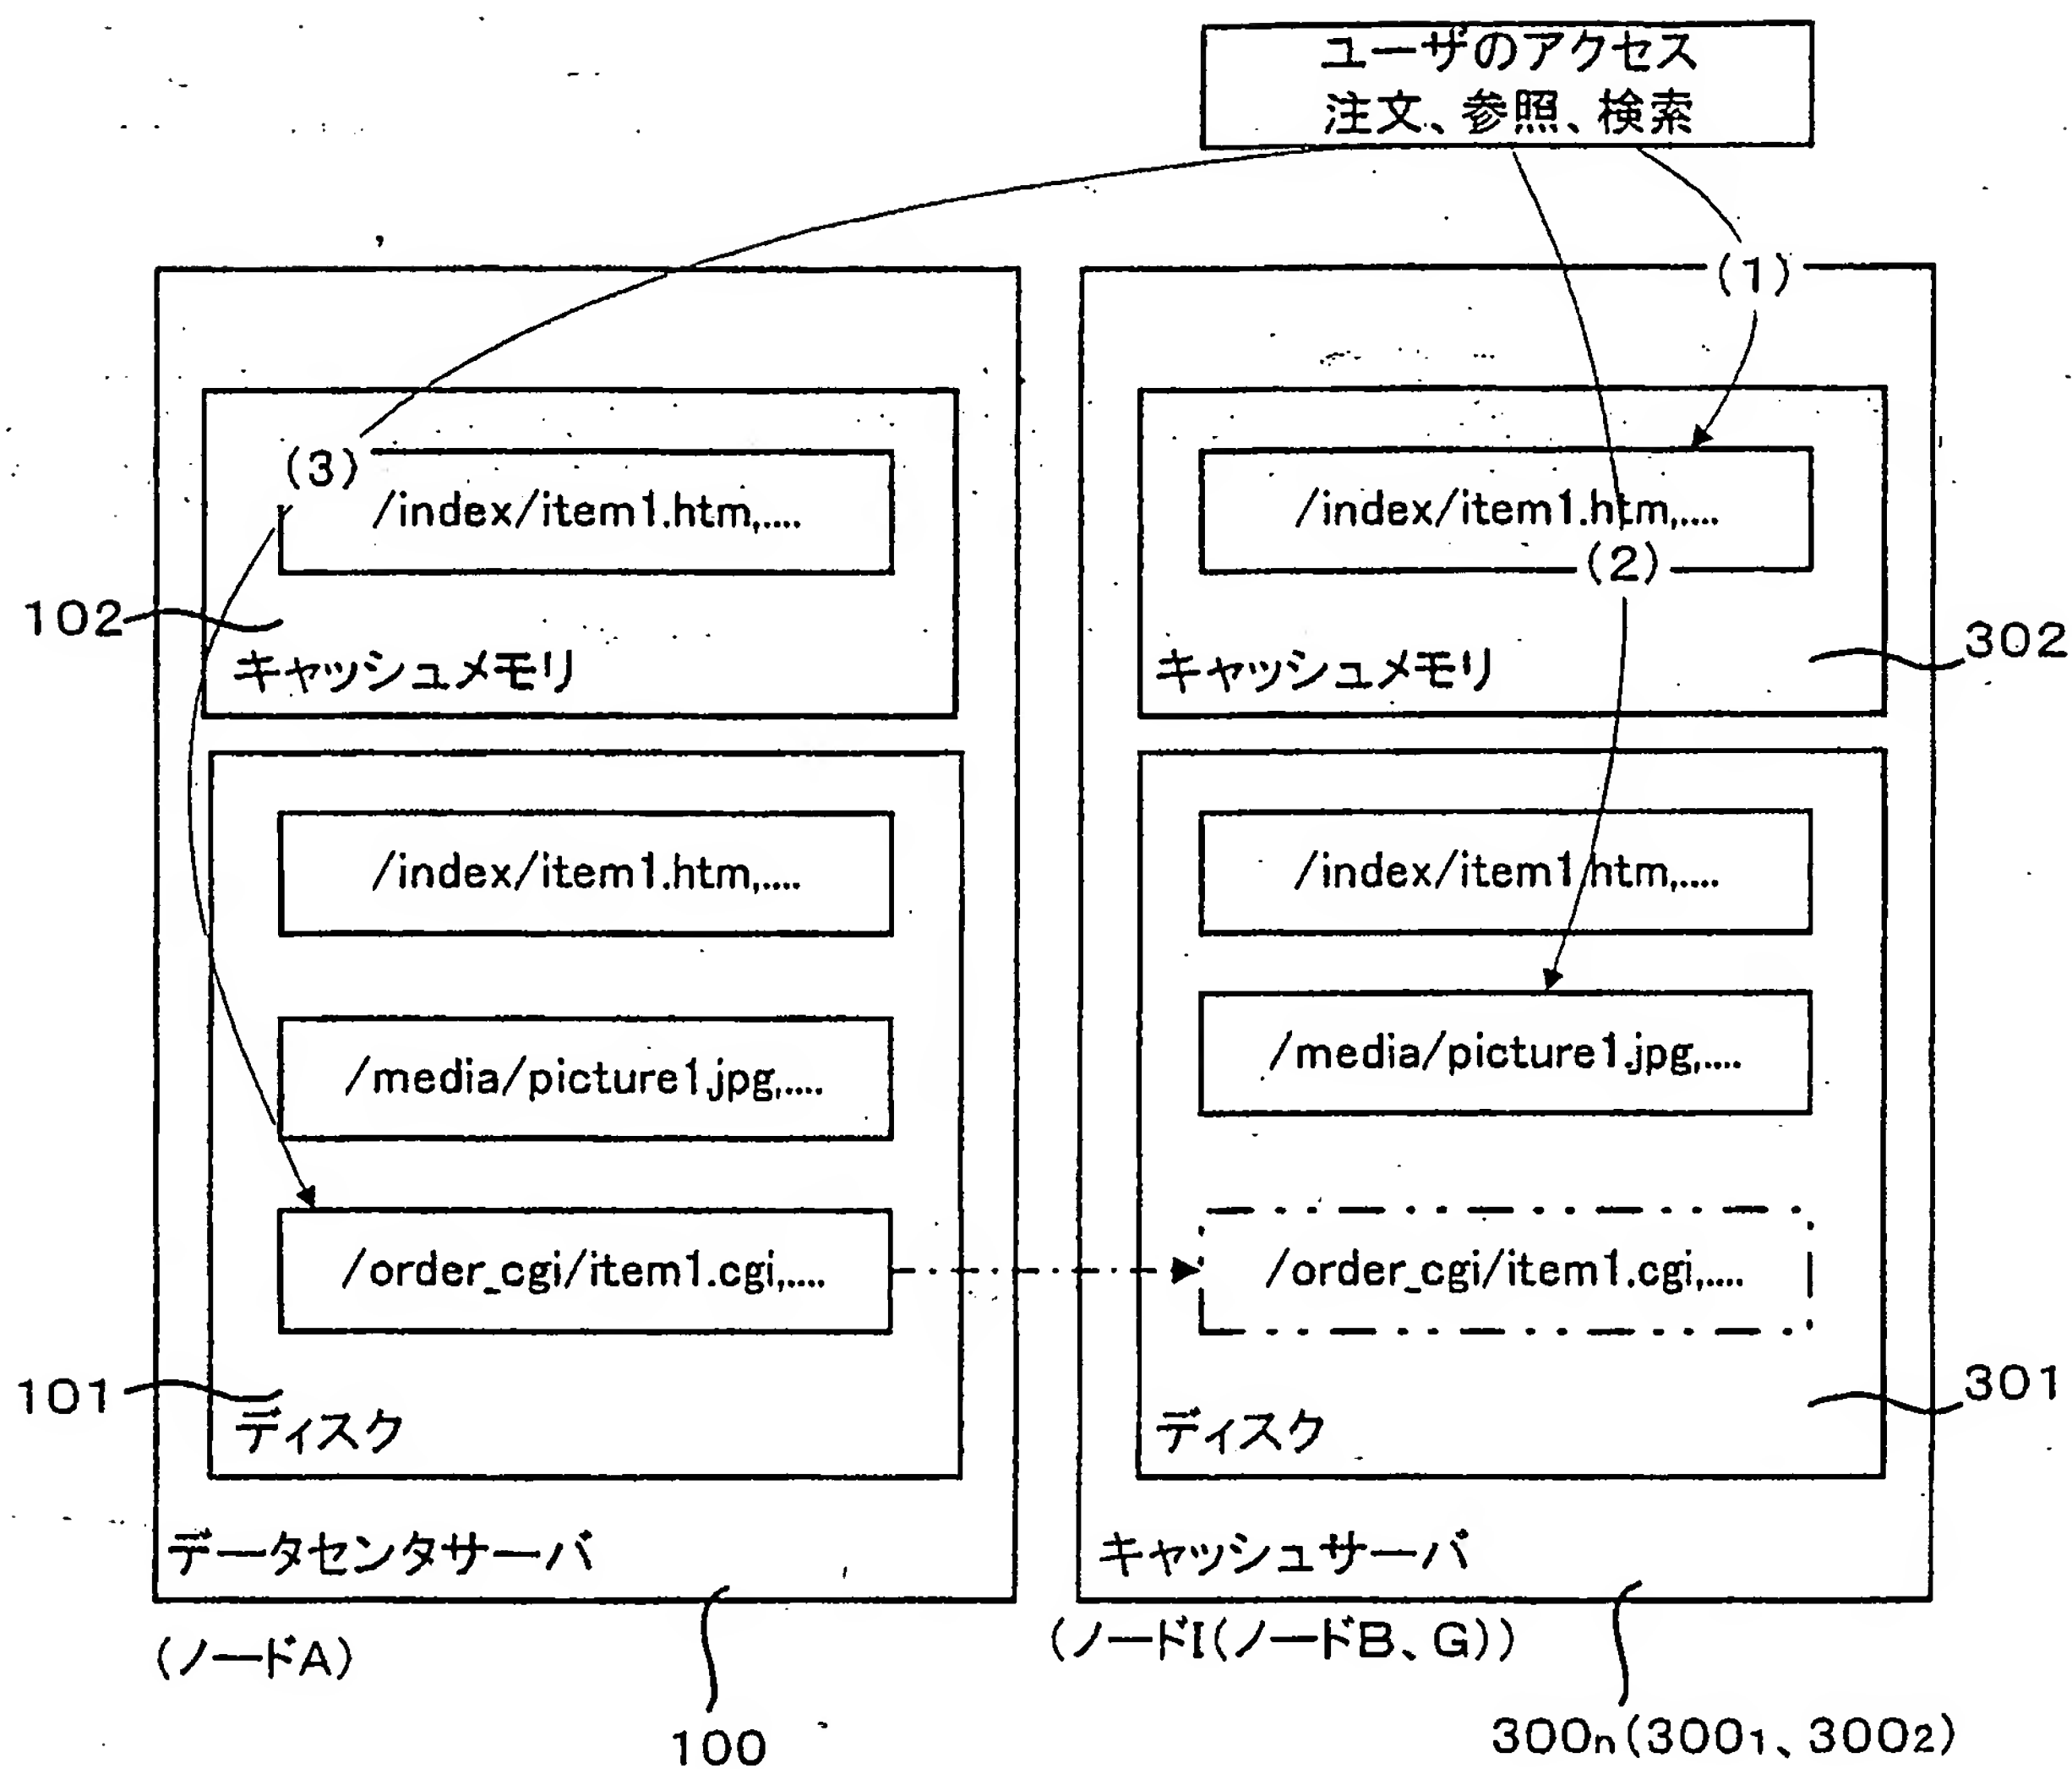 ユーザのアクセス
注文、参照、検索
(1)
(3)
/index/item1.htm,....
/index/item1.htm,....
(2)
102
キャッシュメモリ
キャッシュメモリ
302
/index/item1.htm,....
/index/item1.htm,....
/media/picture1.jpg,....
/media/picture1.jpg,....
/order_cgi/item1.cgi,....
/order_cgi/item1.cgi,....
101
ディスク
ディスク
301
データセンタサーバ
キャッシュサーバ
(ノードA)
(ノードI(ノードB、G))
100
300n(3001、3002)